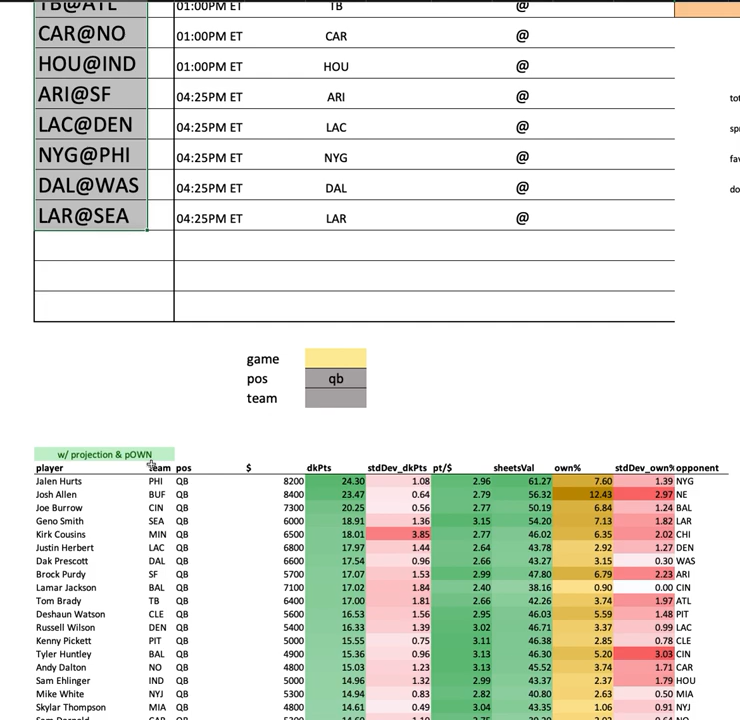 TB@ATL 01:00PM ET TB @
CAR@NO 01:00PM ET CAR @
HOU@IND 01:00PM ET HOU @
ARI@SF 04:25PM ET ARI @
LAC@DEN 04:25PM ET LAC @
NYG@PHI 04:25PM ET NYG @
DAL@WAS 04:25PM ET DAL @
LAR@SEA 04:25PM ET LAR @
tot
spr
fav
do
game
pos qb
team
w/ projection & pOWN
player team pos $ dkPts stdDev_dkPts pt/$ sheetsVal own% stdDev_own% opponent
Jalen Hurts PHI QB 8200 24.30 1.08 2.96 61.27 7.60 1.39 NYG
Josh Allen BUF QB 8400 23.47 0.64 2.79 56.32 12.43 2.97 NE
Joe Burrow CIN QB 7300 20.25 0.56 2.77 50.19 6.84 1.24 BAL
Geno Smith SEA QB 6000 18.91 1.36 3.15 54.20 7.13 1.82 LAR
Kirk Cousins MIN QB 6500 18.01 3.85 2.77 46.02 6.35 2.02 CHI
Justin Herbert LAC QB 6800 17.97 1.44 2.64 43.78 2.92 1.27 DEN
Dak Prescott DAL QB 6600 17.54 0.96 2.66 43.27 3.15 0.30 WAS
Brock Purdy SF QB 5700 17.07 1.53 2.99 47.80 6.79 2.23 ARI
Lamar Jackson BAL QB 7100 17.02 1.84 2.40 38.16 0.90 0.00 CIN
Tom Brady TB QB 6400 17.00 1.81 2.66 42.26 3.74 1.97 ATL
Deshaun Watson CLE QB 5600 16.53 1.56 2.95 46.03 5.59 1.48 PIT
Russell Wilson DEN QB 5400 16.33 1.39 3.02 46.71 3.37 0.99 LAC
Kenny Pickett PIT QB 5000 15.55 0.75 3.11 46.38 2.85 0.78 CLE
Tyler Huntley BAL QB 4900 15.36 0.96 3.13 46.30 5.20 3.03 CIN
Andy Dalton NO QB 4800 15.03 1.23 3.13 45.52 3.74 1.71 CAR
Sam Ehlinger IND QB 5000 14.96 1.32 2.99 43.37 2.37 1.79 HOU
Mike White NYJ QB 5300 14.94 0.83 2.82 40.80 2.63 0.50 MIA
Skylar Thompson MIA QB 4800 14.61 0.49 3.04 43.35 1.06 0.91 NYJ